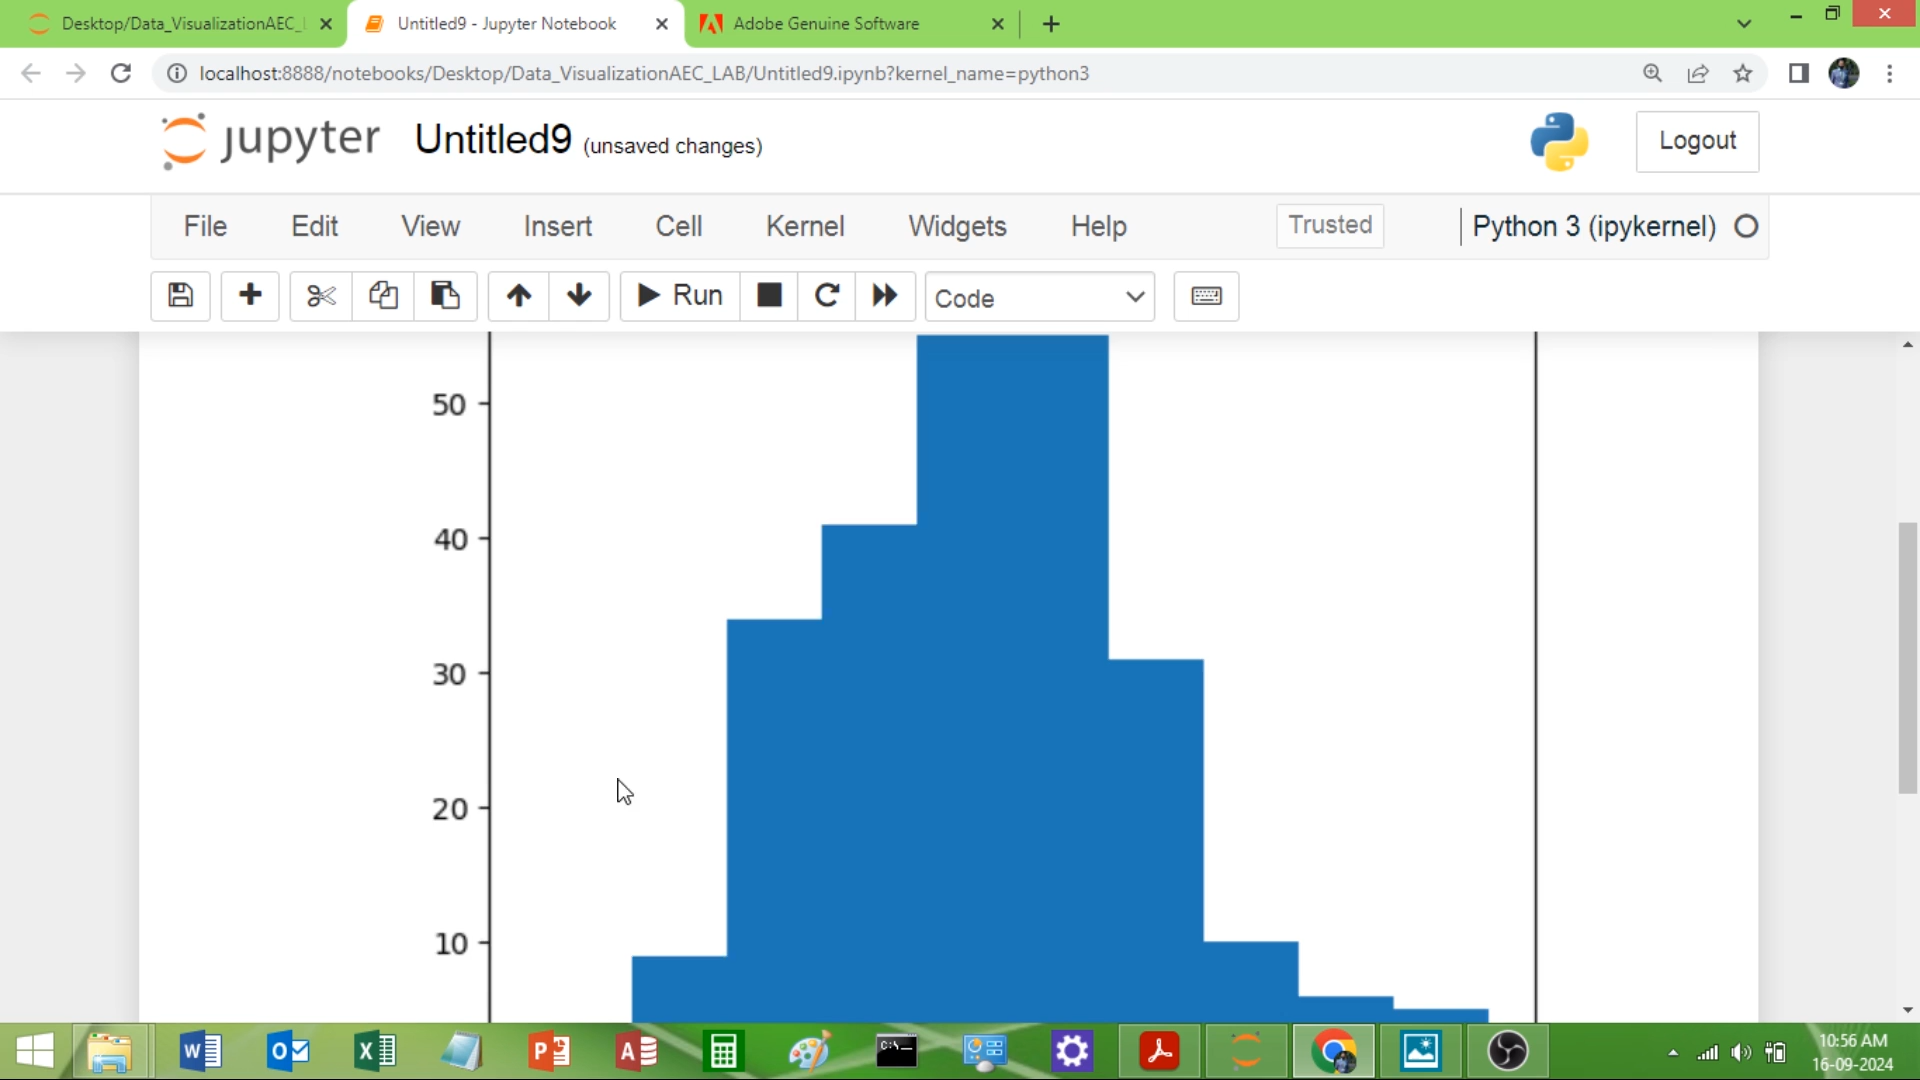 Desktop/Data_VisualizationAEC_L
Untitled9 - Jupyter Notebook
Adobe Genuine Software
localhost:8888/notebooks/Desktop/Data_VisualizationAEC_LAB/Untitled9.ipynb?kernel_name=python3
jupyter Untitled9 (unsaved changes)
Logout
File Edit View Insert Cell Kernel Widgets Help Trusted Python 3 (ipykernel)
Run Code
50
40
30
20
10
10:56 AM
16-09-2024